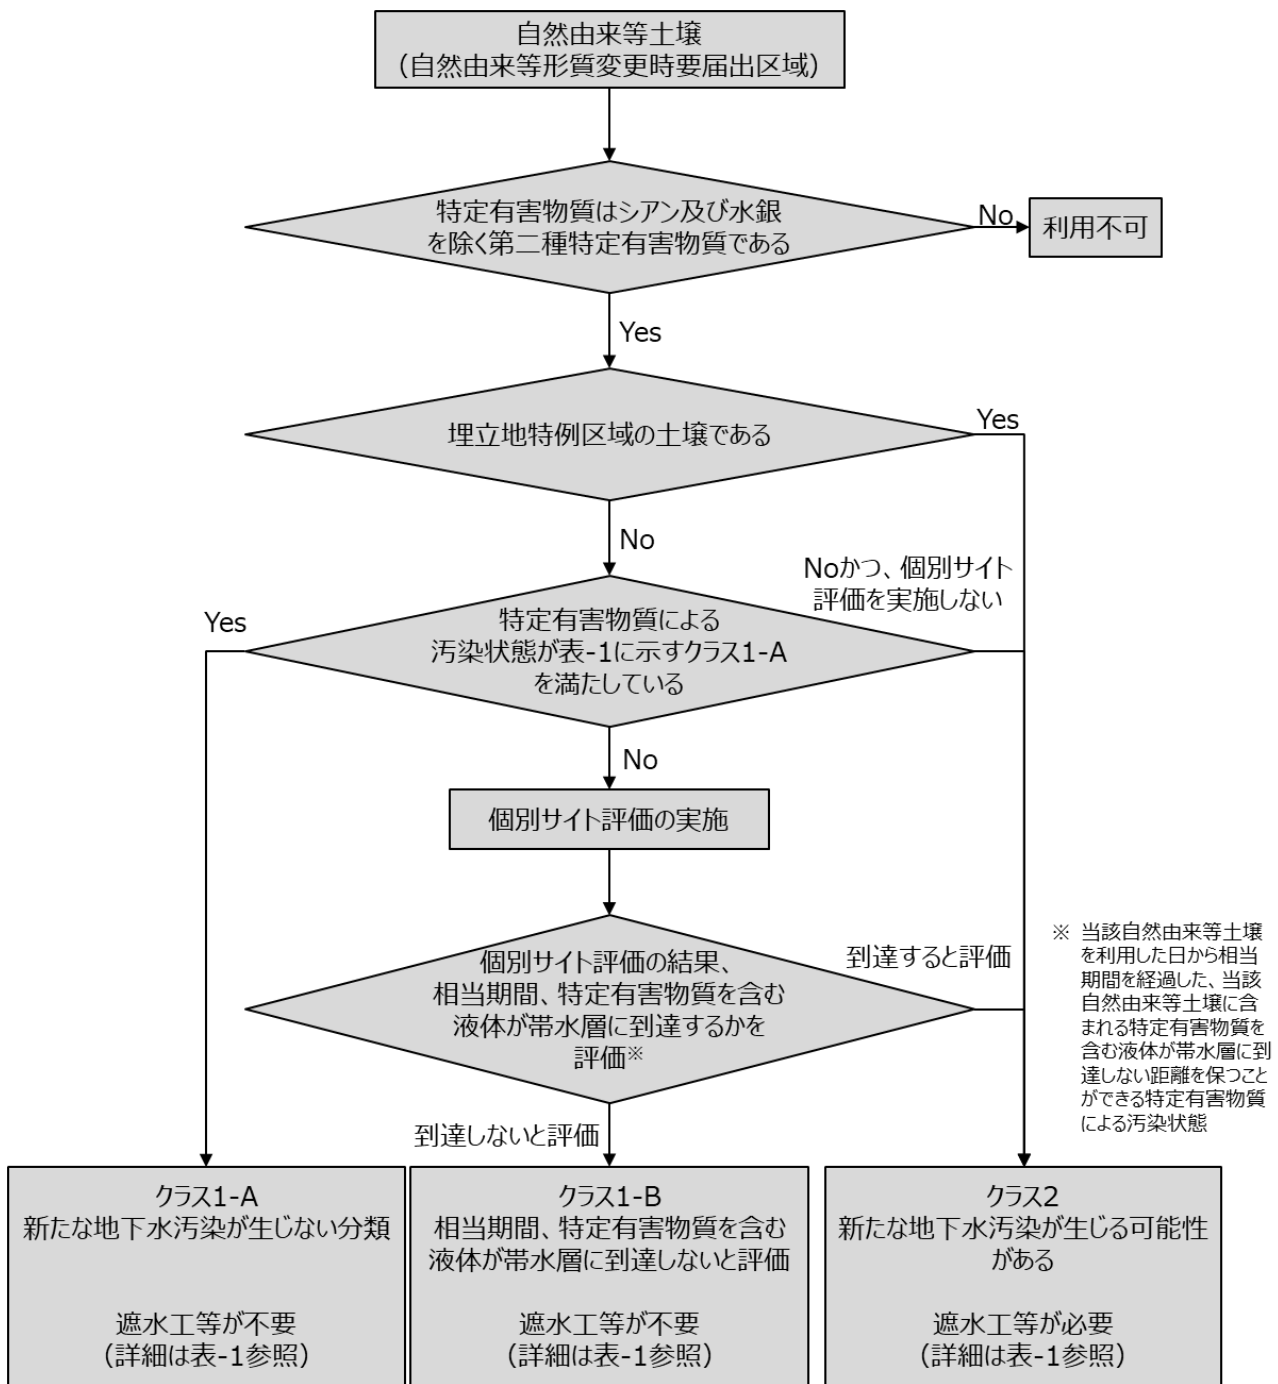 自然由来等土壌
（自然由来等形質変更時要届出区域）
特定有害物質はシアン及び水銀
を除く第二種特定有害物質である
No
利用不可
Yes
埋立地特例区域の土壌である
Yes
No
Noかつ、個別サイト
評価を実施しない
Yes
特定有害物質による
汚染状態が表-1に示すクラス1-A
を満たしている
No
個別サイト評価の実施
個別サイト評価の結果、
相当期間、特定有害物質を含む
液体が帯水層に到達するかを
評価※
到達すると評価
※ 当該自然由来等土壌
を利用した日から相当
期間を経過した、当該
自然由来等土壌に含
まれる特定有害物質を
含む液体が帯水層に到
達しない距離を保つこと
ができる特定有害物質
による汚染状態
到達しないと評価
クラス1-A
新たな地下水汚染が生じない分類
遮水工等が不要
（詳細は表-1参照）
クラス1-B
相当期間、特定有害物質を含む
液体が帯水層に到達しないと評価
遮水工等が不要
（詳細は表-1参照）
クラス2
新たな地下水汚染が生じる可能性
がある
遮水工等が必要
（詳細は表-1参照）